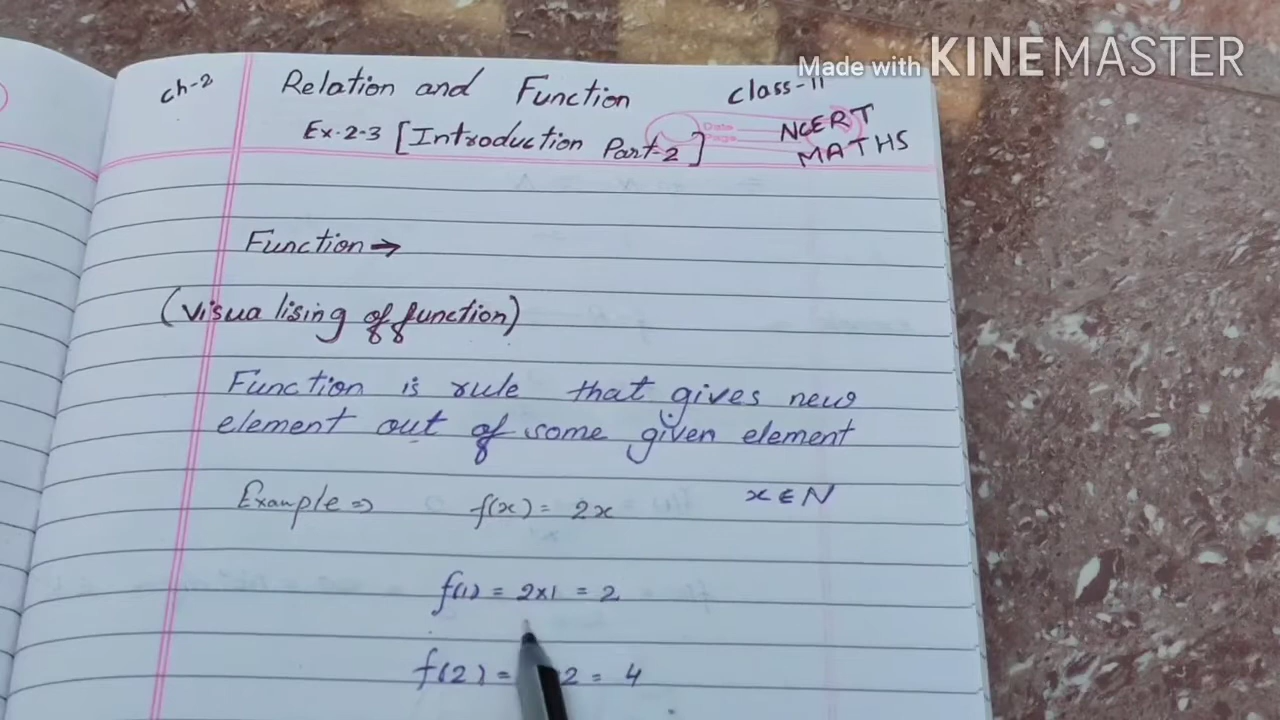 Made with KINEMASTER
ch-2 Relation and Function class-11
Ex-2-3 [Introduction Part-2] NCERT
MATHS
Date
Page
Function→
(visualising of function)
Function is rule that gives new
element out of some given element
Example ⇒ f(x) = 2x x ∈ N
f(1) = 2×1 = 2
f(2) = 2 = 4